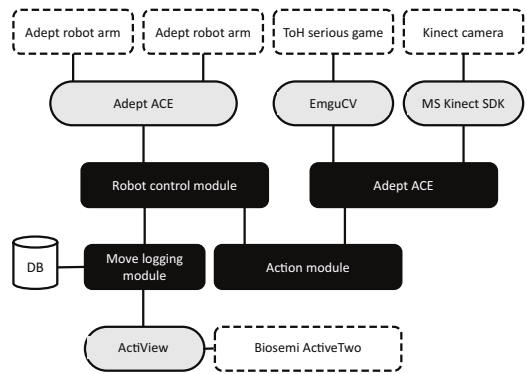 Adept robot arm
Adept robot arm
ToH serious game
Kinect camera
Adept ACE
EmguCV
MS Kinect SDK
Robot control module
Adept ACE
DB
Move logging
module
Action module
ActiView
Biosemi ActiveTwo